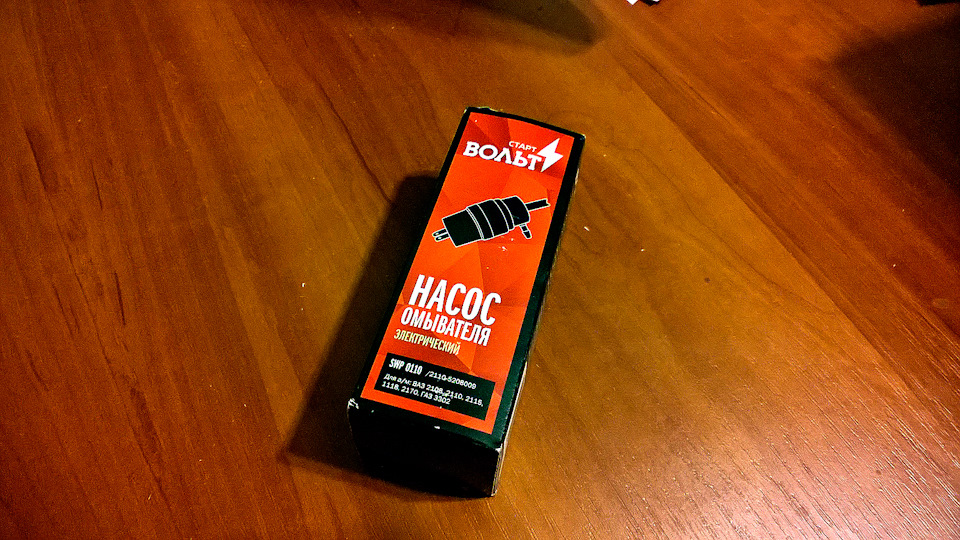 СТАРТ
ВОЛЬТ
НАСОС
ОМЫВАТЕЛЯ
ЭЛЕКТРИЧЕСКИЙ
SWP 0110 /2110-5208009
Для а/м: ВАЗ 2108, 2110, 2115,
1118, 2170, ГАЗ 3302